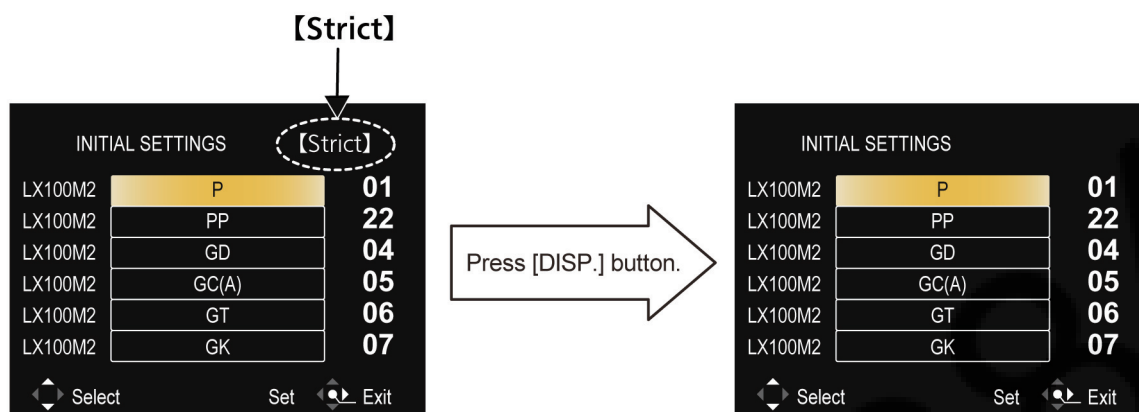 【Strict】
INITIAL SETTINGS 【Strict】
LX100M2 P 01
LX100M2 PP 22
LX100M2 GD 04
LX100M2 GC(A) 05
LX100M2 GT 06
LX100M2 GK 07
Select Set Exit
Press [DISP.] button.
INITIAL SETTINGS
LX100M2 P 01
LX100M2 PP 22
LX100M2 GD 04
LX100M2 GC(A) 05
LX100M2 GT 06
LX100M2 GK 07
Select Set Exit